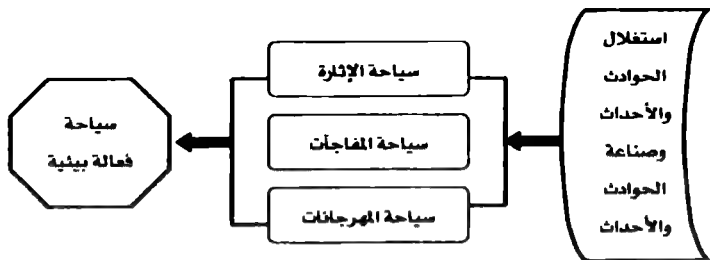 استغلال
الحوادث
والأحداث
وصناعة
الحوادث
والأحداث
سياحة الإثارة
سياحة المفاجآت
سياحة المهرجانات
سياحة
فعالة بيئية